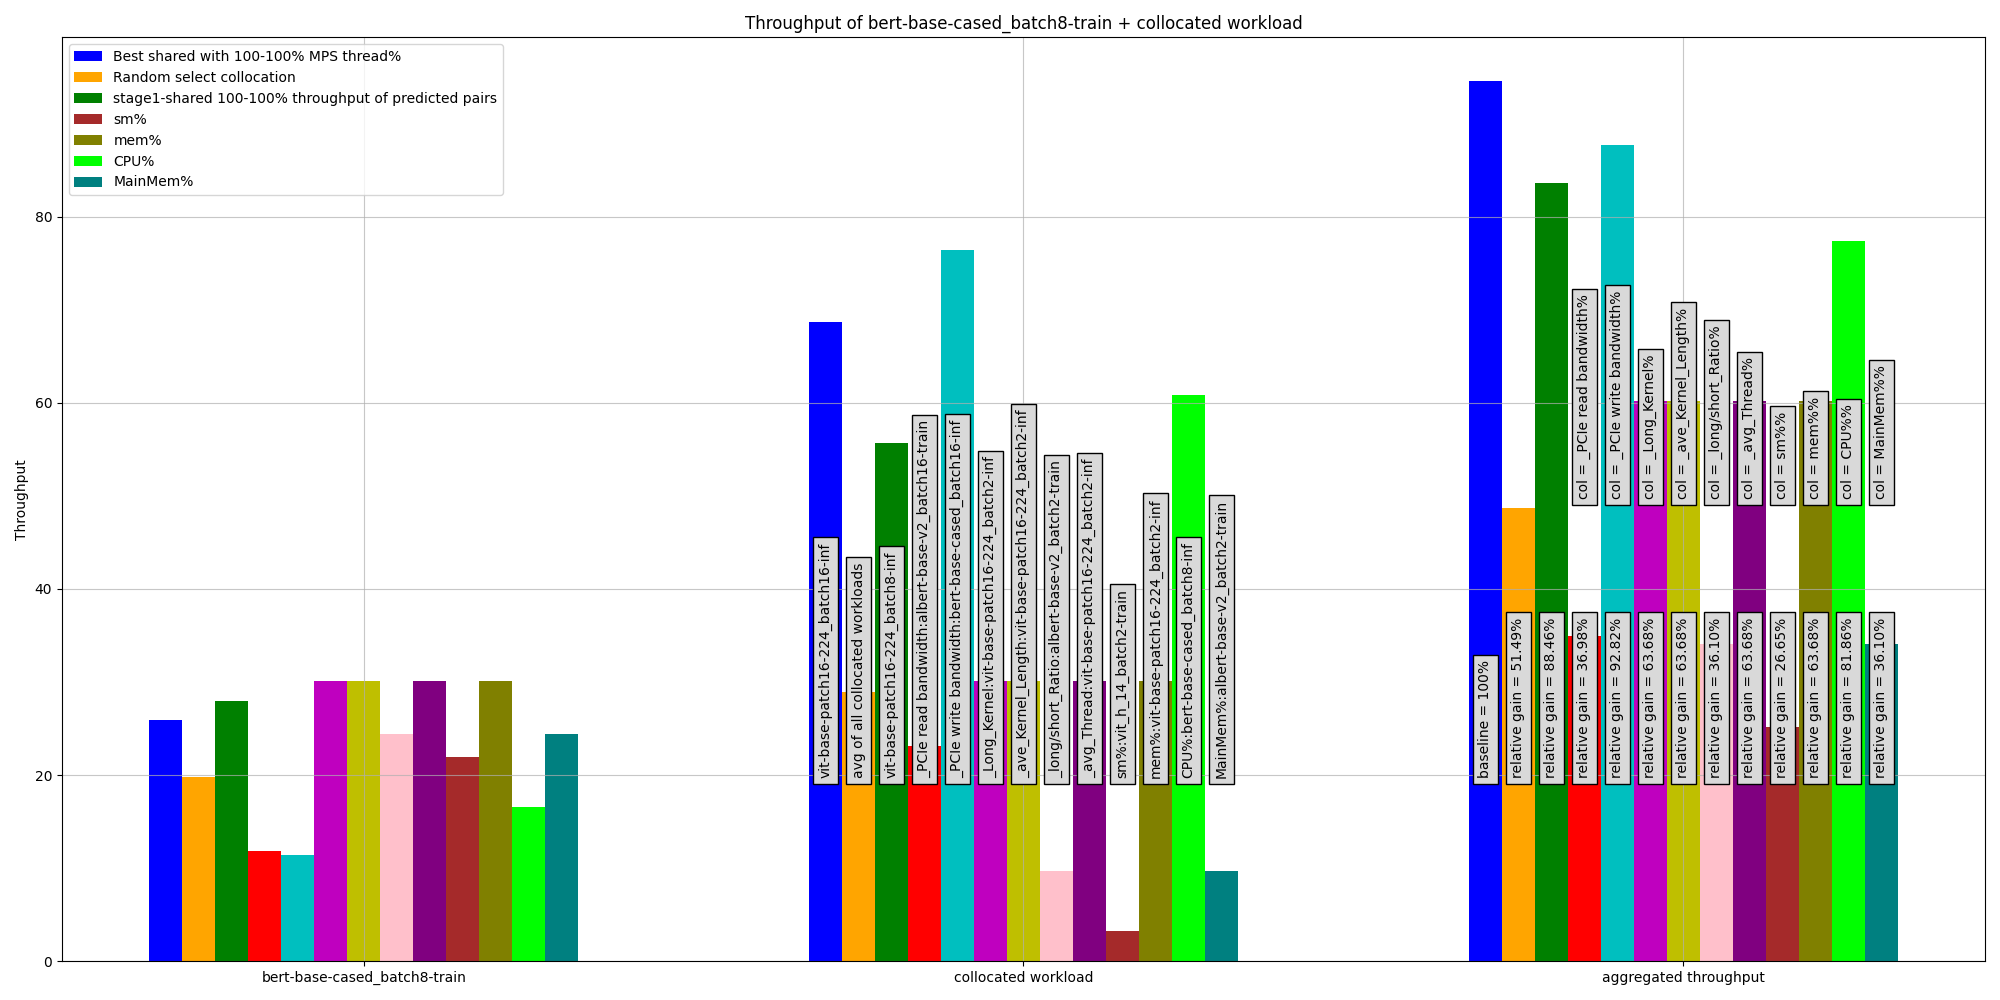 Throughput of bert-base-cased_batch8-train + collocated workload
Best shared with 100-100% MPS thread%
Random select collocation
stage1-shared 100-100% throughput of predicted pairs
sm%
mem%
CPU%
MainMem%
Throughput
80
60
40
20
0
vit-base-patch16-224_batch16-inf
avg of all collocated workloads
vit-base-patch16-224_batch8-inf
_PCIe read bandwidth:albert-base-v2_batch16-train
_PCIe write bandwidth:bert-base-cased_batch16-inf
_Long_Kernel:vit-base-patch16-224_batch2-inf
_ave_Kernel_Length:vit-base-patch16-224_batch2-inf
_long/short_Ratio:albert-base-v2_batch2-train
_avg_Thread:vit-base-patch16-224_batch2-inf
sm%:vit_h_14_batch2-train
mem%:vit-base-patch16-224_batch2-inf
CPU%:bert-base-cased_batch8-inf
MainMem%:albert-base-v2_batch2-train
col = _PCIe read bandwidth%
col = _PCIe write bandwidth%
col = _Long_Kernel%
col = _ave_Kernel_Length%
col = _long/short_Ratio%
col = _avg_Thread%
col = sm%%
col = mem%%
col = CPU%%
col = MainMem%%
baseline = 100%
relative gain = 51.49%
relative gain = 88.46%
relative gain = 36.98%
relative gain = 92.82%
relative gain = 63.68%
relative gain = 63.68%
relative gain = 36.10%
relative gain = 63.68%
relative gain = 26.65%
relative gain = 63.68%
relative gain = 81.86%
relative gain = 36.10%
bert-base-cased_batch8-train
collocated workload
aggregated throughput